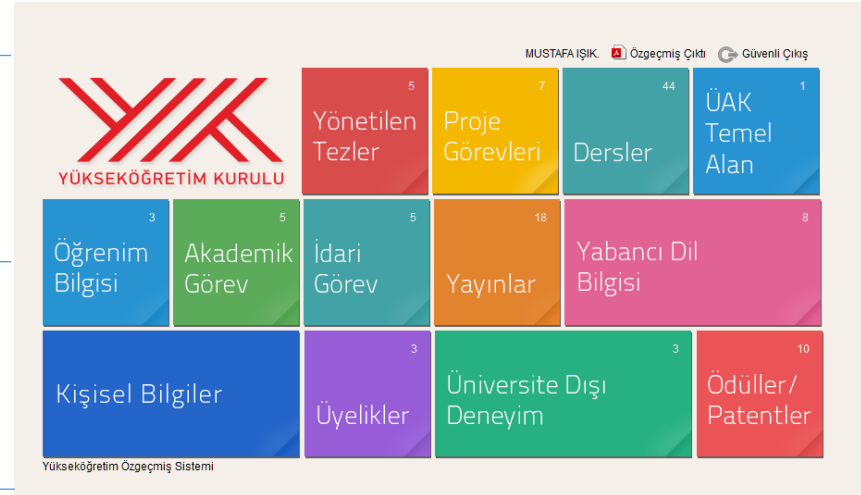 MUSTAFA IŞIK. Özgeçmiş Çıktı Güvenli Çıkış
YÜKSEKÖĞRETİM KURULU
5
Yönetilen
Tezler
7
Proje
Görevleri
44
Dersler
1
ÜAK
Temel
Alan
3
Öğrenim
Bilgisi
5
Akademik
Görev
5
İdari
Görev
18
Yayınlar
8
Yabancı Dil
Bilgisi
Kişisel Bilgiler
3
Üyelikler
3
Üniversite Dışı
Deneyim
10
Ödüller/
Patentler
Yükseköğretim Özgeçmiş Sistemi